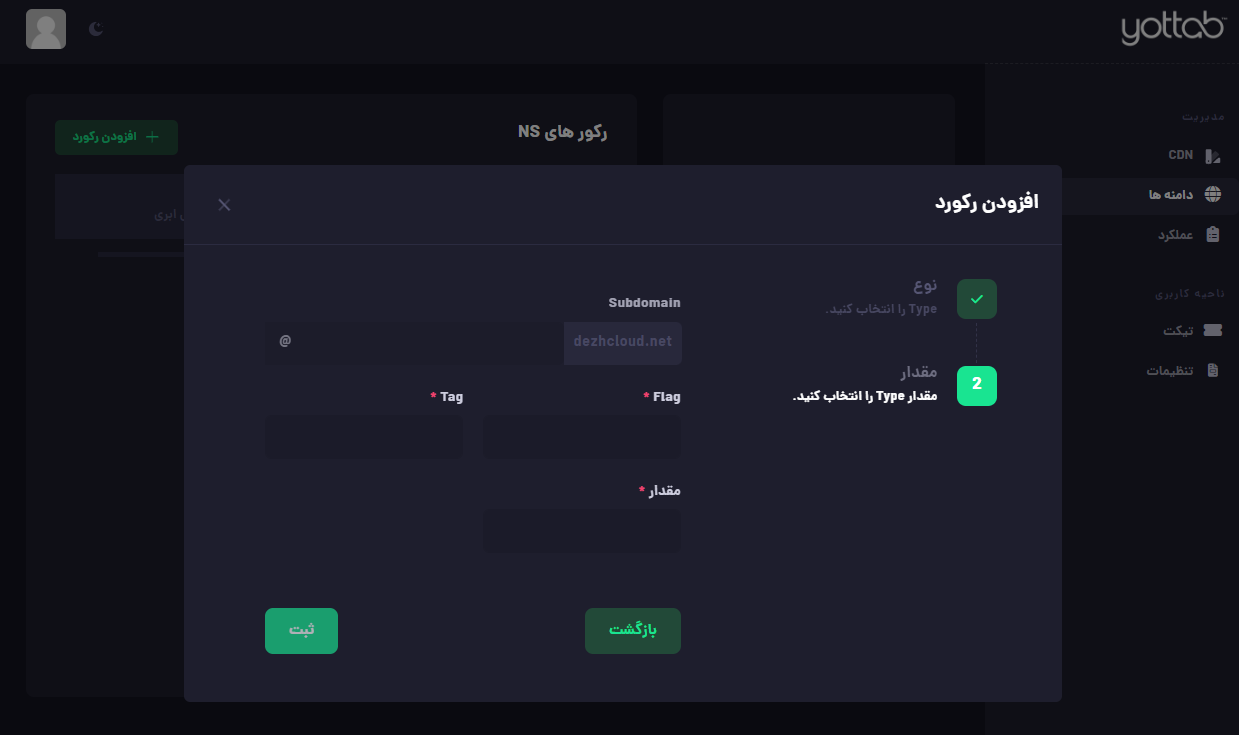 yottab
مدیریت
CDN
دامنه ها
عملکرد
ناحیه کاربری
تیکت
تنظیمات
رکور های NS
افزودن رکورد
ابری
افزودن رکورد
نوع
Type را انتخاب کنید.
2
مقدار
مقدار Type را انتخاب کنید.
Subdomain
dezhcloud.net
@
Flag *
Tag *
مقدار *
بازگشت
ثبت